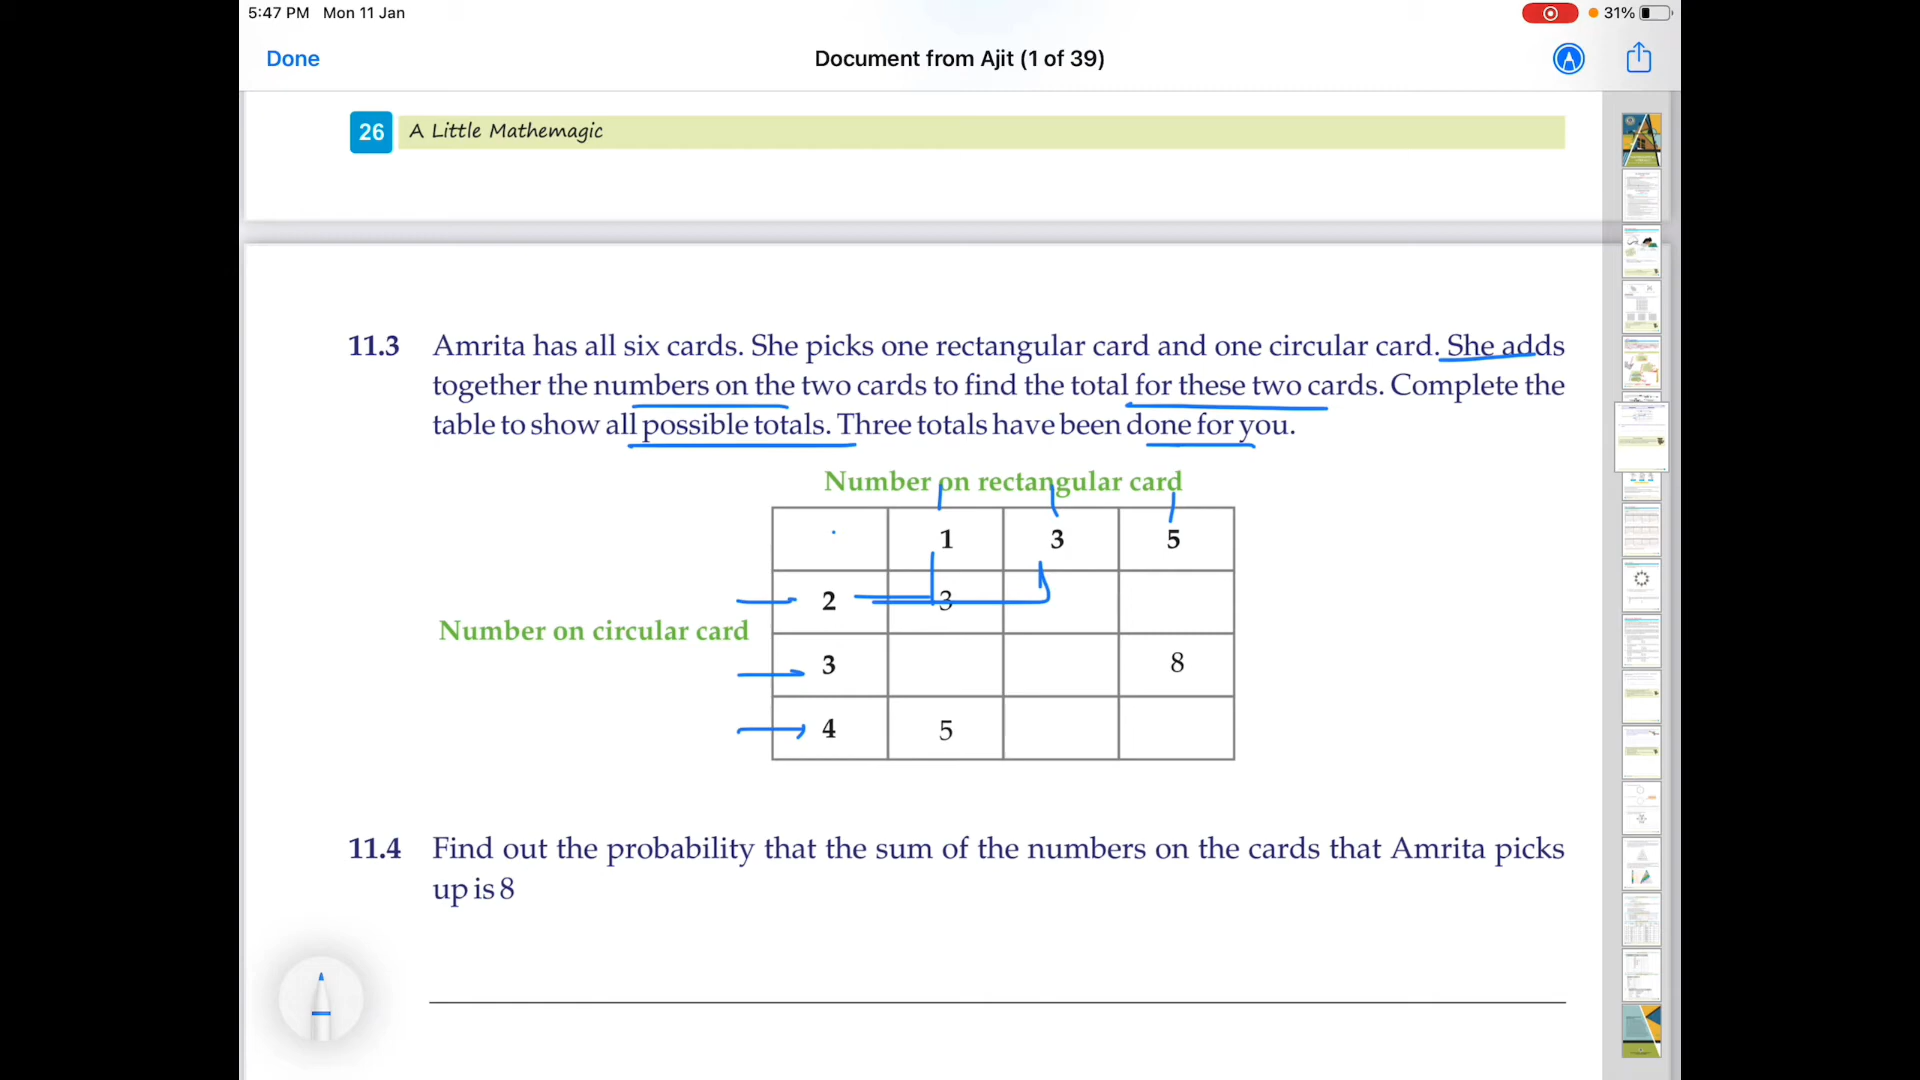 5:47 PM Mon 11 Jan
31%
Done
Document from Ajit (1 of 39)
26 A Little Mathemagic
11.3 Amrita has all six cards. She picks one rectangular card and one circular card. She adds
together the numbers on the two cards to find the total for these two cards. Complete the
table to show all possible totals. Three totals have been done for you.
Number on rectangular card
1 3 5
2 3
Number on circular card
3 8
4 5
11.4 Find out the probability that the sum of the numbers on the cards that Amrita picks
up is 8